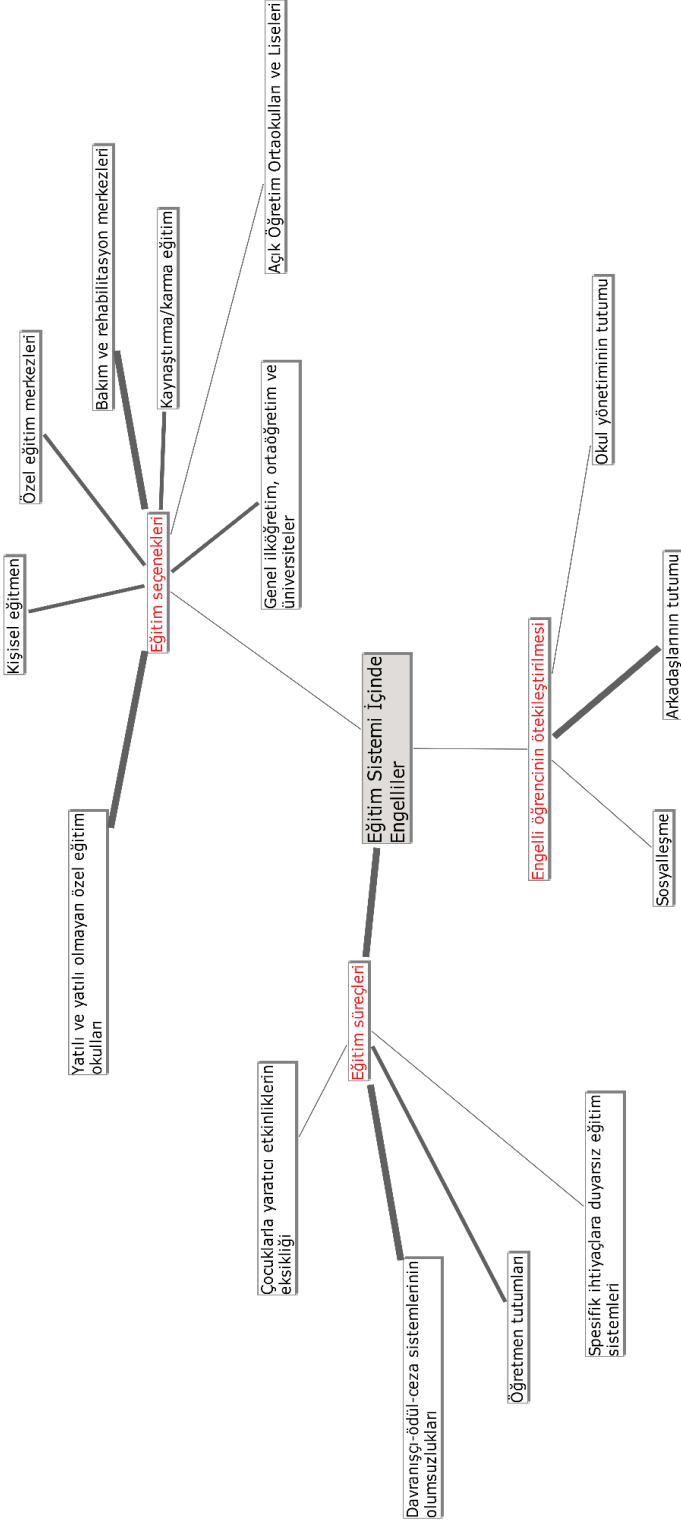 Eğitim Sistemi İçinde
Engelliler
Eğitim seçenekleri
Yatılı ve yatılı olmayan özel eğitim
okulları
Kişisel eğitmen
Özel eğitim merkezleri
Bakım ve rehabilitasyon merkezleri
Kaynaştırma/karma eğitim
Açık Öğretim Ortaokulları ve Liseleri
Genel ilköğretim, ortaöğretim ve
üniversiteler
Eğitim süreçleri
Çocuklarla yaratıcı etkinliklerin
eksikliği
Davranışçı-ödül-ceza sistemlerinin
olumsuzlukları
Öğretmen tutumları
Spesifik ihtiyaçlara duyarsız eğitim
sistemleri
Engelli öğrencinin ötekileştirilmesi
Sosyalleşme
Arkadaşlarının tutumu
Okul yönetiminin tutumu